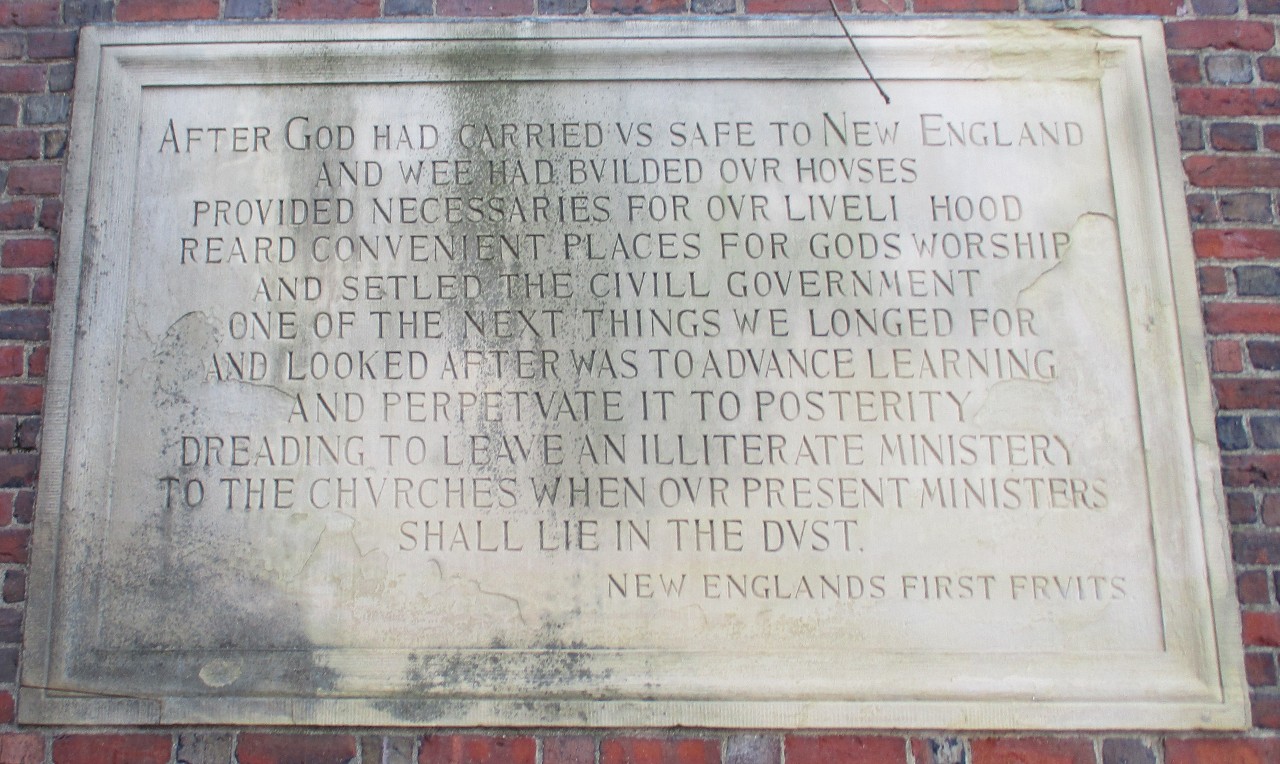 AFTER GOD HAD CARRIED VS SAFE TO NEW ENGLAND
AND WEE HAD BVILDED OVR HOVSES
PROVIDED NECESSARIES FOR OVR LIVELI HOOD
REARD CONVENIENT PLACES FOR GODS WORSHIP
AND SETLED THE CIVILL GOVERNMENT
ONE OF THE NEXT THINGS WE LONGED FOR
AND LOOKED AFTER WAS TO ADVANCE LEARNING
AND PERPETVATE IT TO POSTERITY
DREADING TO LEAVE AN ILLITERATE MINISTERY
TO THE CHVRCHES WHEN OVR PRESENT MINISTERS
SHALL LIE IN THE DVST.
NEW ENGLANDS FIRST FRVITS.